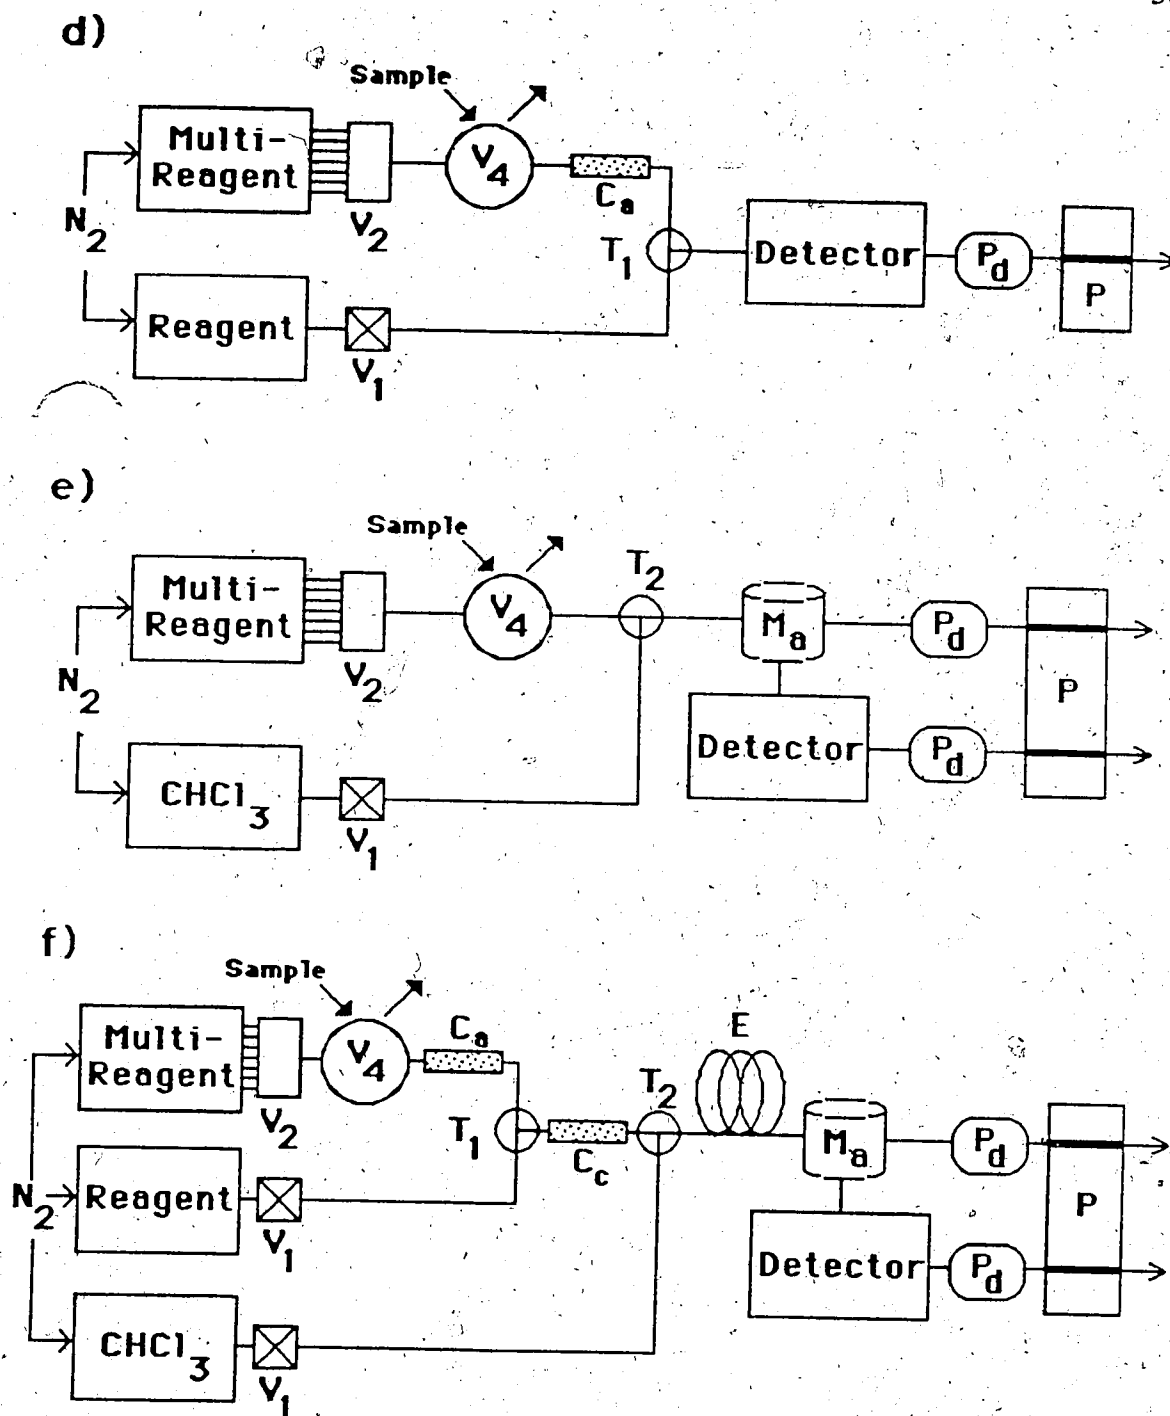 d)
Sample
Multi-
Reagent
V4
Ca
N2
V2
T1
Detector
Pd
P
Reagent
V1
e)
Sample
T2
Multi-
Reagent
V4
Ma
Pd
V2
N2
P
Detector
Pd
CHCl3
V1
f)
Sample
Ca
E
Multi-
Reagent
V4
T2
V2
T1
Cc
Ma
Pd
N2
Reagent
P
V1
Detector
Pd
CHCl3
V1